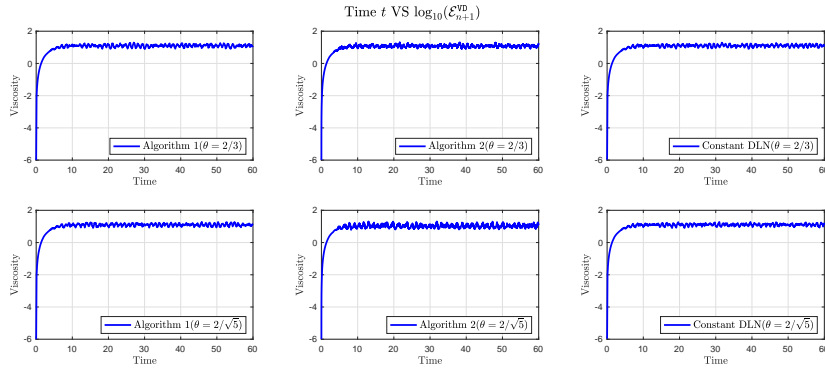 Time $t$ VS $\log_{10}(\mathcal{E}_{n+1}^{\mathtt{VD}})$
2
0
-2
-4
-6
Viscosity
0 10 20 30 40 50 60
Time
Algorithm 1(θ = 2/3)
2
0
-2
-4
-6
Viscosity
0 10 20 30 40 50 60
Time
Algorithm 2(θ = 2/3)
2
0
-2
-4
-6
Viscosity
0 10 20 30 40 50 60
Time
Constant DLN(θ = 2/3)
2
0
-2
-4
-6
Viscosity
0 10 20 30 40 50 60
Time
Algorithm 1(θ = 2/√5)
2
0
-2
-4
-6
Viscosity
0 10 20 30 40 50 60
Time
Algorithm 2(θ = 2/√5)
2
0
-2
-4
-6
Viscosity
0 10 20 30 40 50 60
Time
Constant DLN(θ = 2/√5)